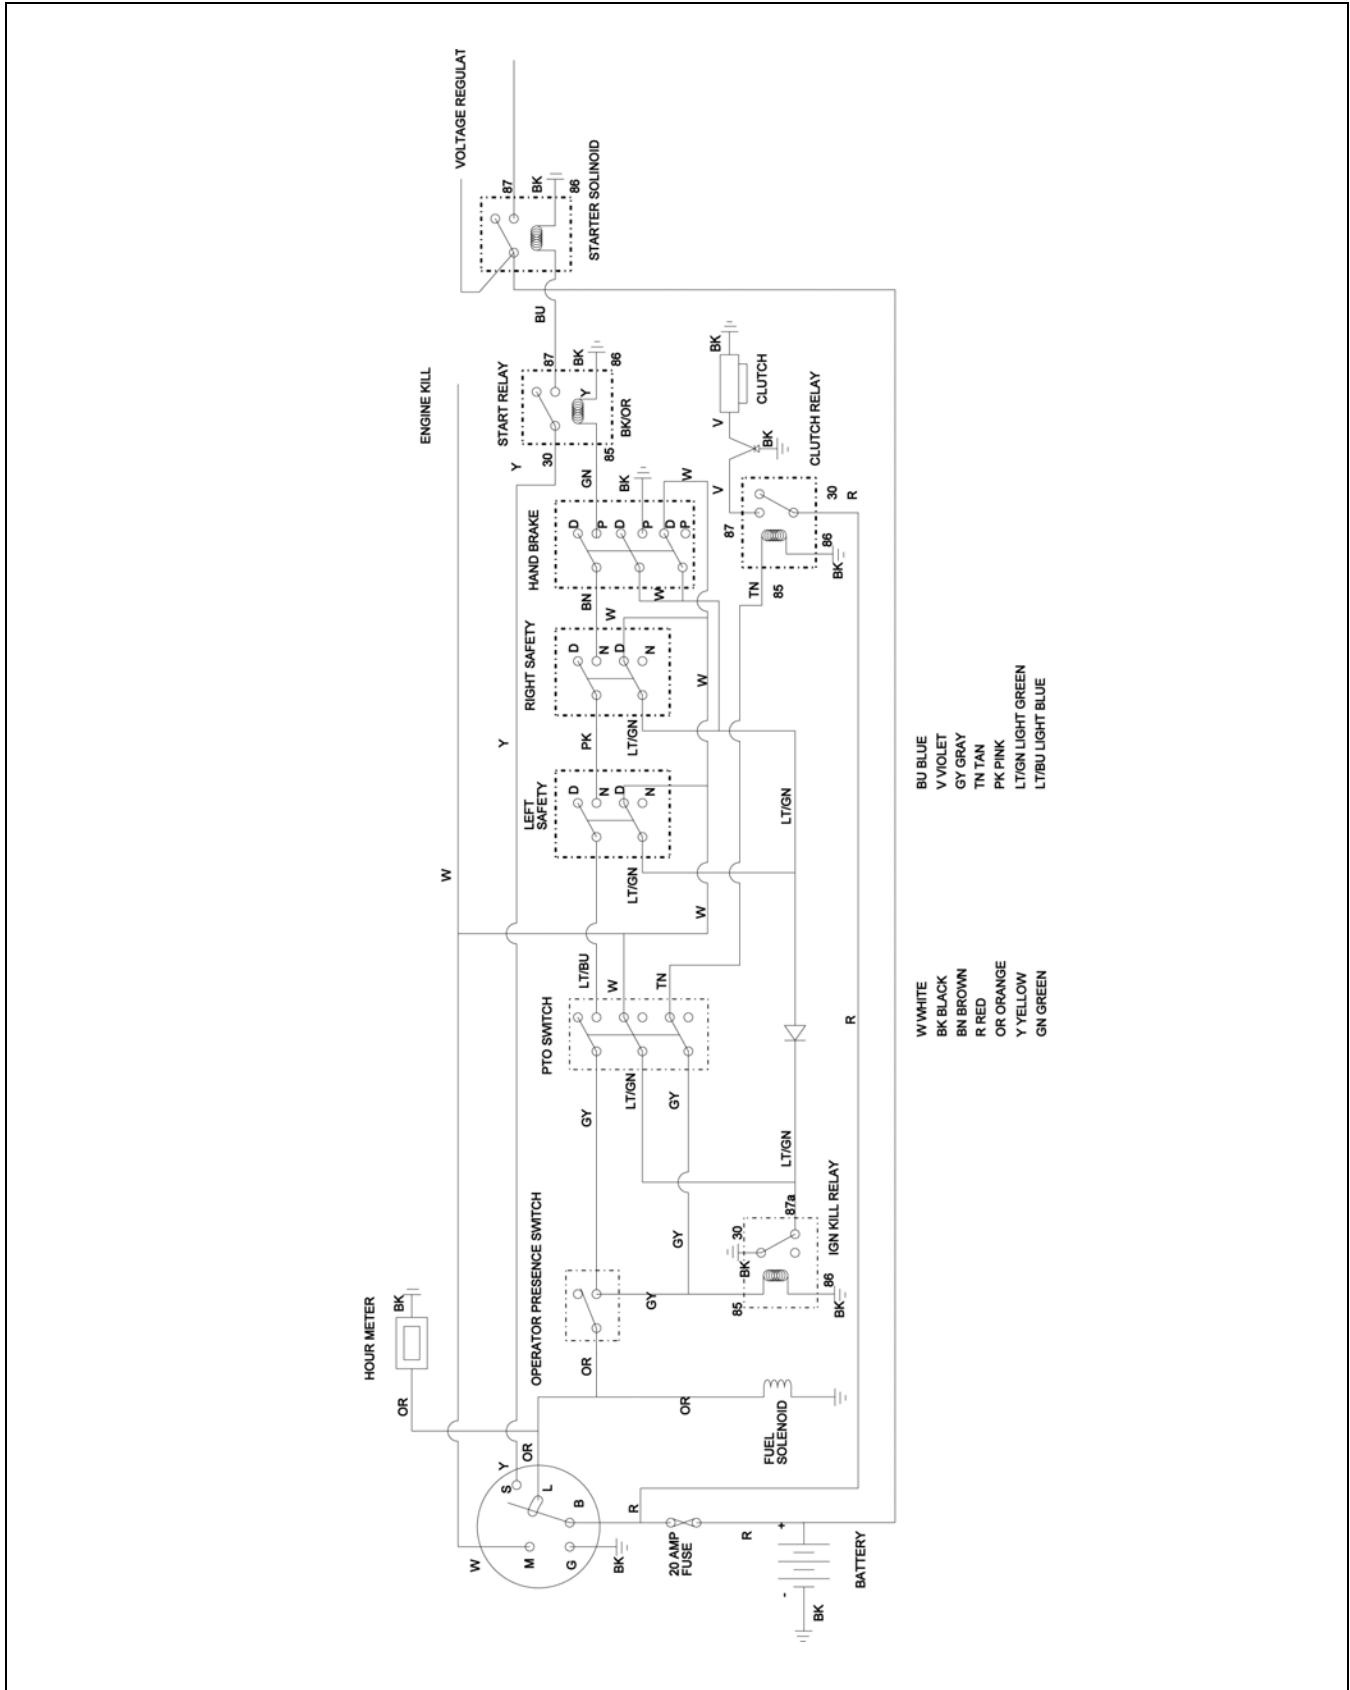 VOLTAGE REGULAT
87
BK
86
STARTER SOLINOID
BU
ENGINE KILL
START RELAY
87
BK
86
Y
BK/OR
30
85
Y
GN
HAND BRAKE
D
P
D
P
D
P
BK
W
W
BN
W
BK
CLUTCH
V
BK
V
CLUTCH RELAY
87
30
R
86
BK
TN
85
RIGHT SAFETY
D
N
D
N
PK
LT/GN
W
Y
LEFT
SAFETY
D
N
D
N
LT/GN
LT/GN
W
W
LT/BU
W
TN
PTO SWITCH
GY
LT/GN
GY
R
LT/GN
GY
87a
30
BK
IGN KILL RELAY
85
86
BK
OPERATOR PRESENCE SWITCH
GY
OR
HOUR METER
BK
OR
OR
FUEL
SOLENOID
OR
Y
S
L
B
M
G
W
BK
R
20 AMP
FUSE
R
+
-
BATTERY
BK
W WHITE
BK BLACK
BN BROWN
R RED
OR ORANGE
Y YELLOW
GN GREEN
BU BLUE
V VIOLET
GY GRAY
TN TAN
PK PINK
LT/GN LIGHT GREEN
LT/BU LIGHT BLUE